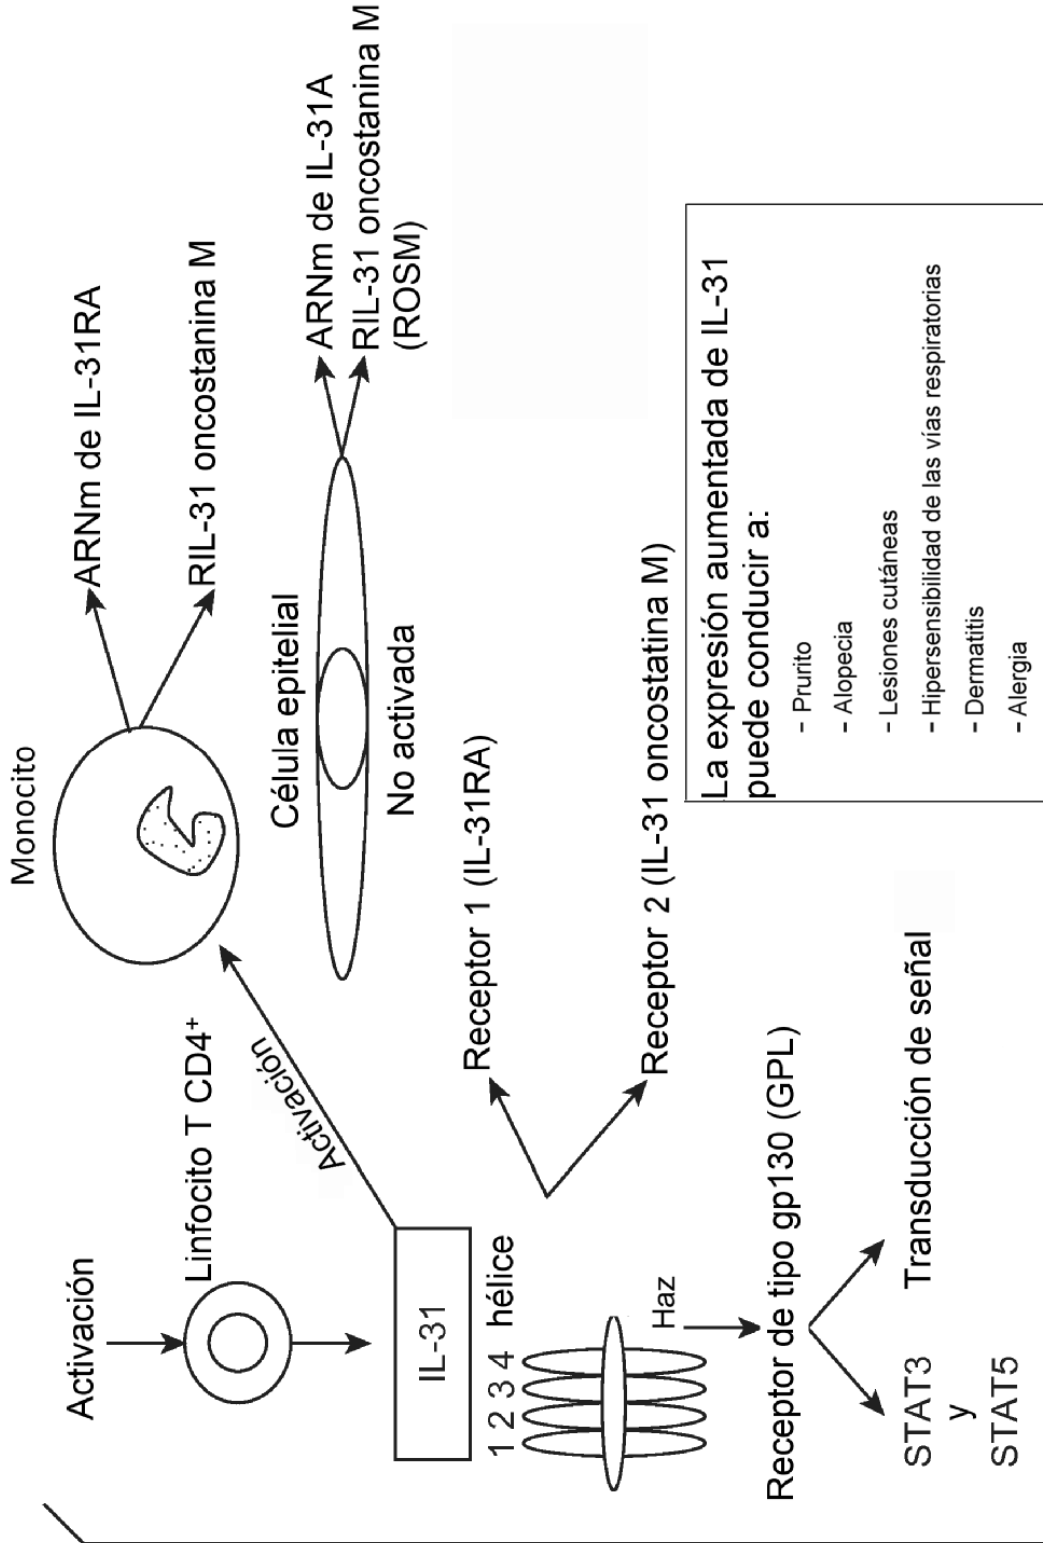 Activación
Linfocito T CD4⁺
IL-31
Activación
Monocito
ARNm de IL-31RA
RIL-31 oncostanina M
Célula epitelial
No activada
ARNm de IL-31A
RIL-31 oncostanina M
(ROSM)
1 2 3 4 hélice
Haz
Receptor 1 (IL-31RA)
Receptor 2 (IL-31 oncostatina M)
Receptor de tipo gp130 (GPL)
STAT3
y
STAT5
Transducción de señal
La expresión aumentada de IL-31
puede conducir a:
- Prurito
- Alopecia
- Lesiones cutáneas
- Hipersensibilidad de las vías respiratorias
- Dermatitis
- Alergia